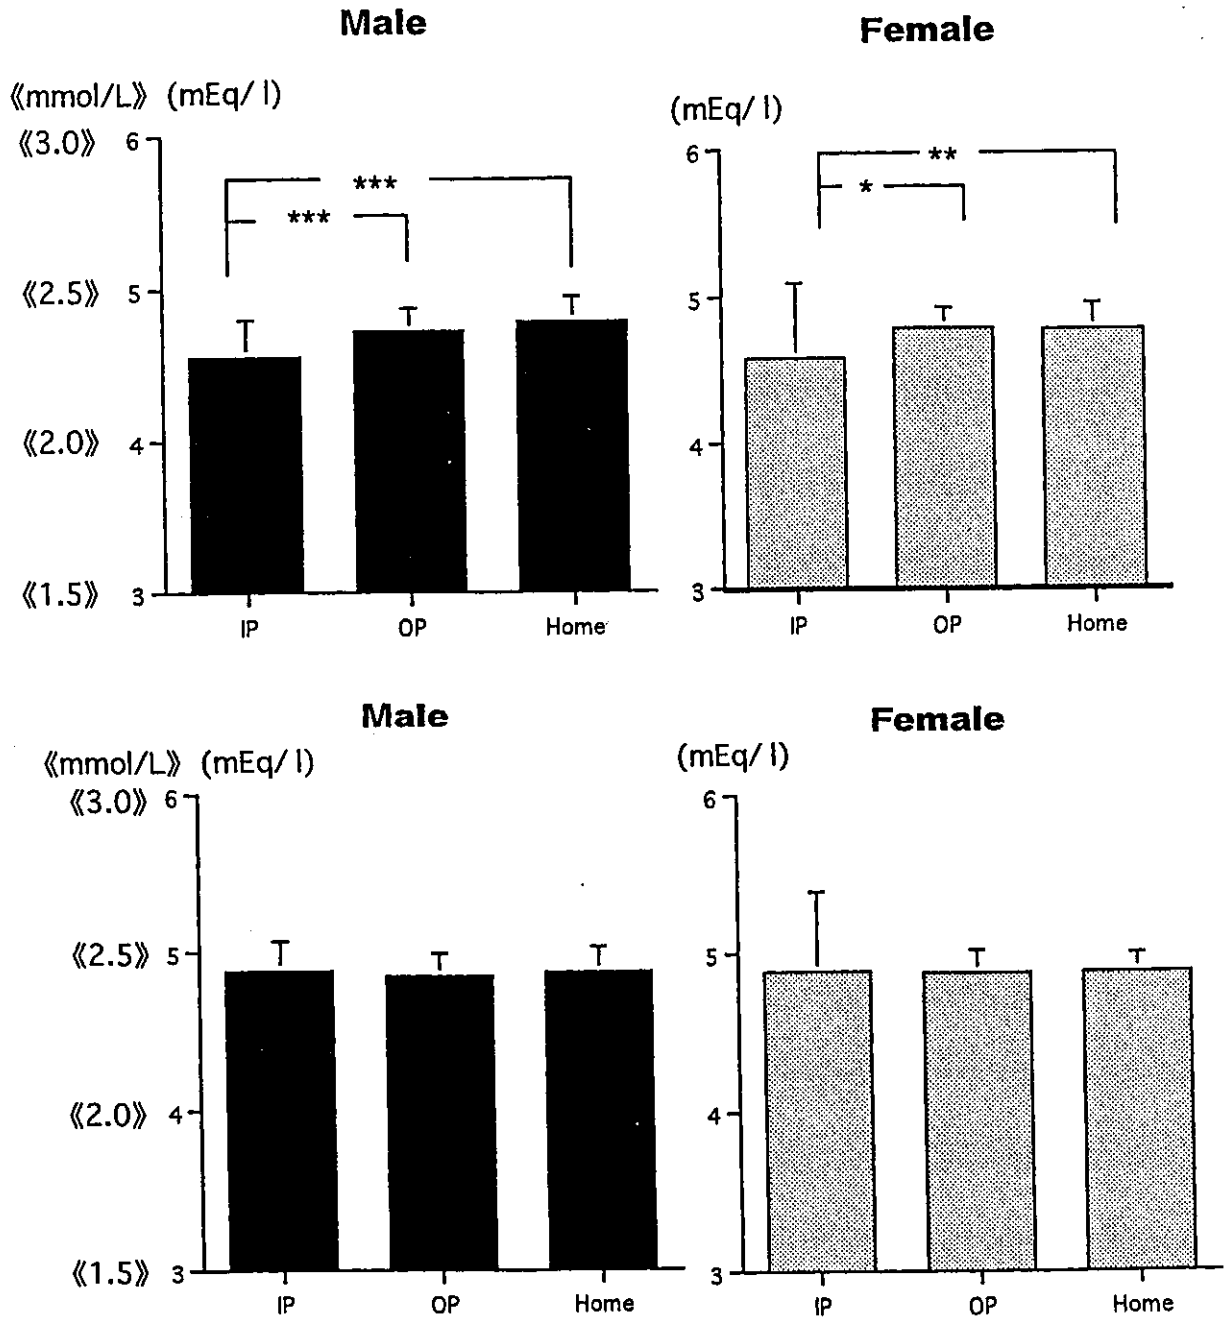 Male
Female
《mmol/L》 (mEq/l)
(mEq/l)
《3.0》 6
6
***
**
***
*
《2.5》 5
5
《2.0》 4
4
《1.5》 3
3
IP OP Home
IP OP Home
Male
Female
《mmol/L》 (mEq/l)
(mEq/l)
《3.0》 6
6
《2.5》 5
5
《2.0》 4
4
《1.5》 3
3
IP OP Home
IP OP Home